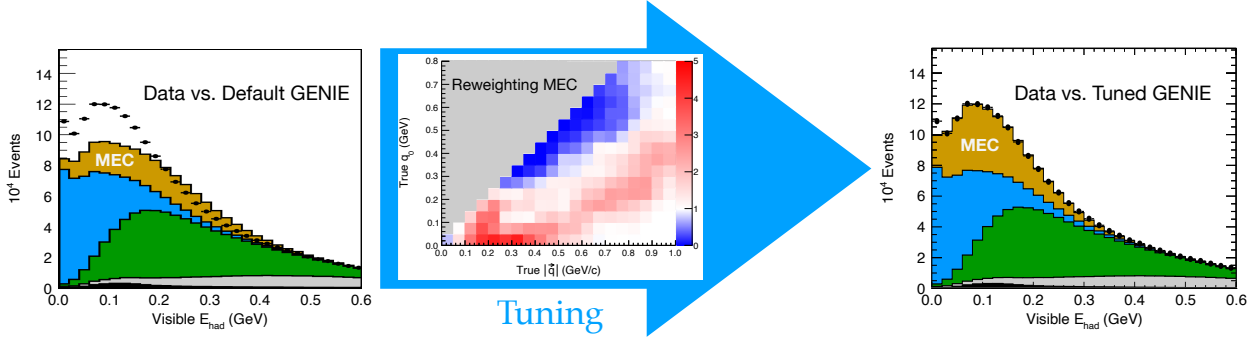 Data vs. Default GENIE
MEC
10⁴ Events
14
12
10
8
6
4
2
0
0.0 0.1 0.2 0.3 0.4 0.5 0.6
Visible E_had (GeV)
Reweighting MEC
True q₀ (GeV)
0.8
0.7
0.6
0.5
0.4
0.3
0.2
0.1
0.0
0.0 0.1 0.2 0.3 0.4 0.5 0.6 0.7 0.8 0.9 1.0
True |q⃗| (GeV/c)
5
4
3
2
1
0
Tuning
Data vs. Tuned GENIE
MEC
10⁴ Events
14
12
10
8
6
4
2
0
0.0 0.1 0.2 0.3 0.4 0.5 0.6
Visible E_had (GeV)